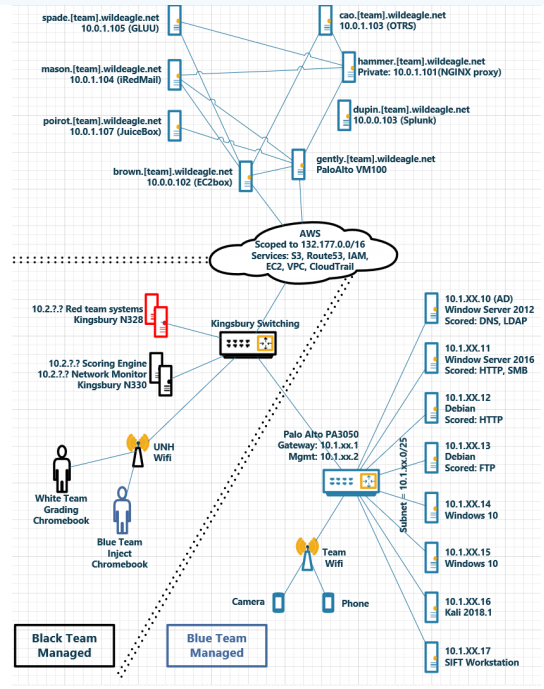 spade.[team].wildeagle.net
10.0.1.105 (GLUU)
cao.[team].wildeagle.net
10.0.1.103 (OTRS)
mason.[team].wildeagle.net
10.0.1.104 (iRedMail)
hammer.[team].wildeagle.net
Private: 10.0.1.101(NGINX proxy)
poirot.[team].wildeagle.net
10.0.1.107 (JuiceBox)
dupin.[team].wildeagle.net
10.0.0.103 (Splunk)
brown.[team].wildeagle.net
10.0.0.102 (EC2box)
gently.[team].wildeagle.net
PaloAlto VM100
AWS
Scoped to 132.177.0.0/16
Services: S3, Route53, IAM,
EC2, VPC, CloudTrail
10.2.?.? Red team systems
Kingsbury N328
Kingsbury Switching
10.2.?.? Scoring Engine
10.2.?.? Network Monitor
Kingsbury N330
UNH
Wifi
White Team
Grading
Chromebook
Blue Team
Inject
Chromebook
10.1.XX.10 (AD)
Window Server 2012
Scored: DNS, LDAP
10.1.XX.11
Window Server 2016
Scored: HTTP, SMB
10.1.XX.12
Debian
Scored: HTTP
Palo Alto PA3050
Gateway: 10.1.xx.1
Mgmt: 10.1.xx.2
Subnet = 10.1.xx.0/25
10.1.XX.13
Debian
Scored: FTP
10.1.XX.14
Windows 10
10.1.XX.15
Windows 10
Team
Wifi
Camera
Phone
10.1.XX.16
Kali 2018.1
10.1.XX.17
SIFT Workstation
Black Team
Managed
Blue Team
Managed